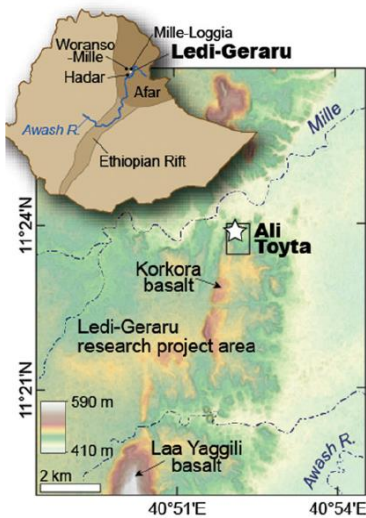 Mille-Loggia
Woranso
-Mille
Ledi-Geraru
Hadar
Afar
Awash R.
Ethiopian Rift
Mille
11°24'N
Ali
Toyta
Korkora
basalt
Ledi-Geraru
research project area
11°21'N
590 m
410 m
Laa Yaggili
basalt
2 km
Awash R.
40°51'E
40°54'E